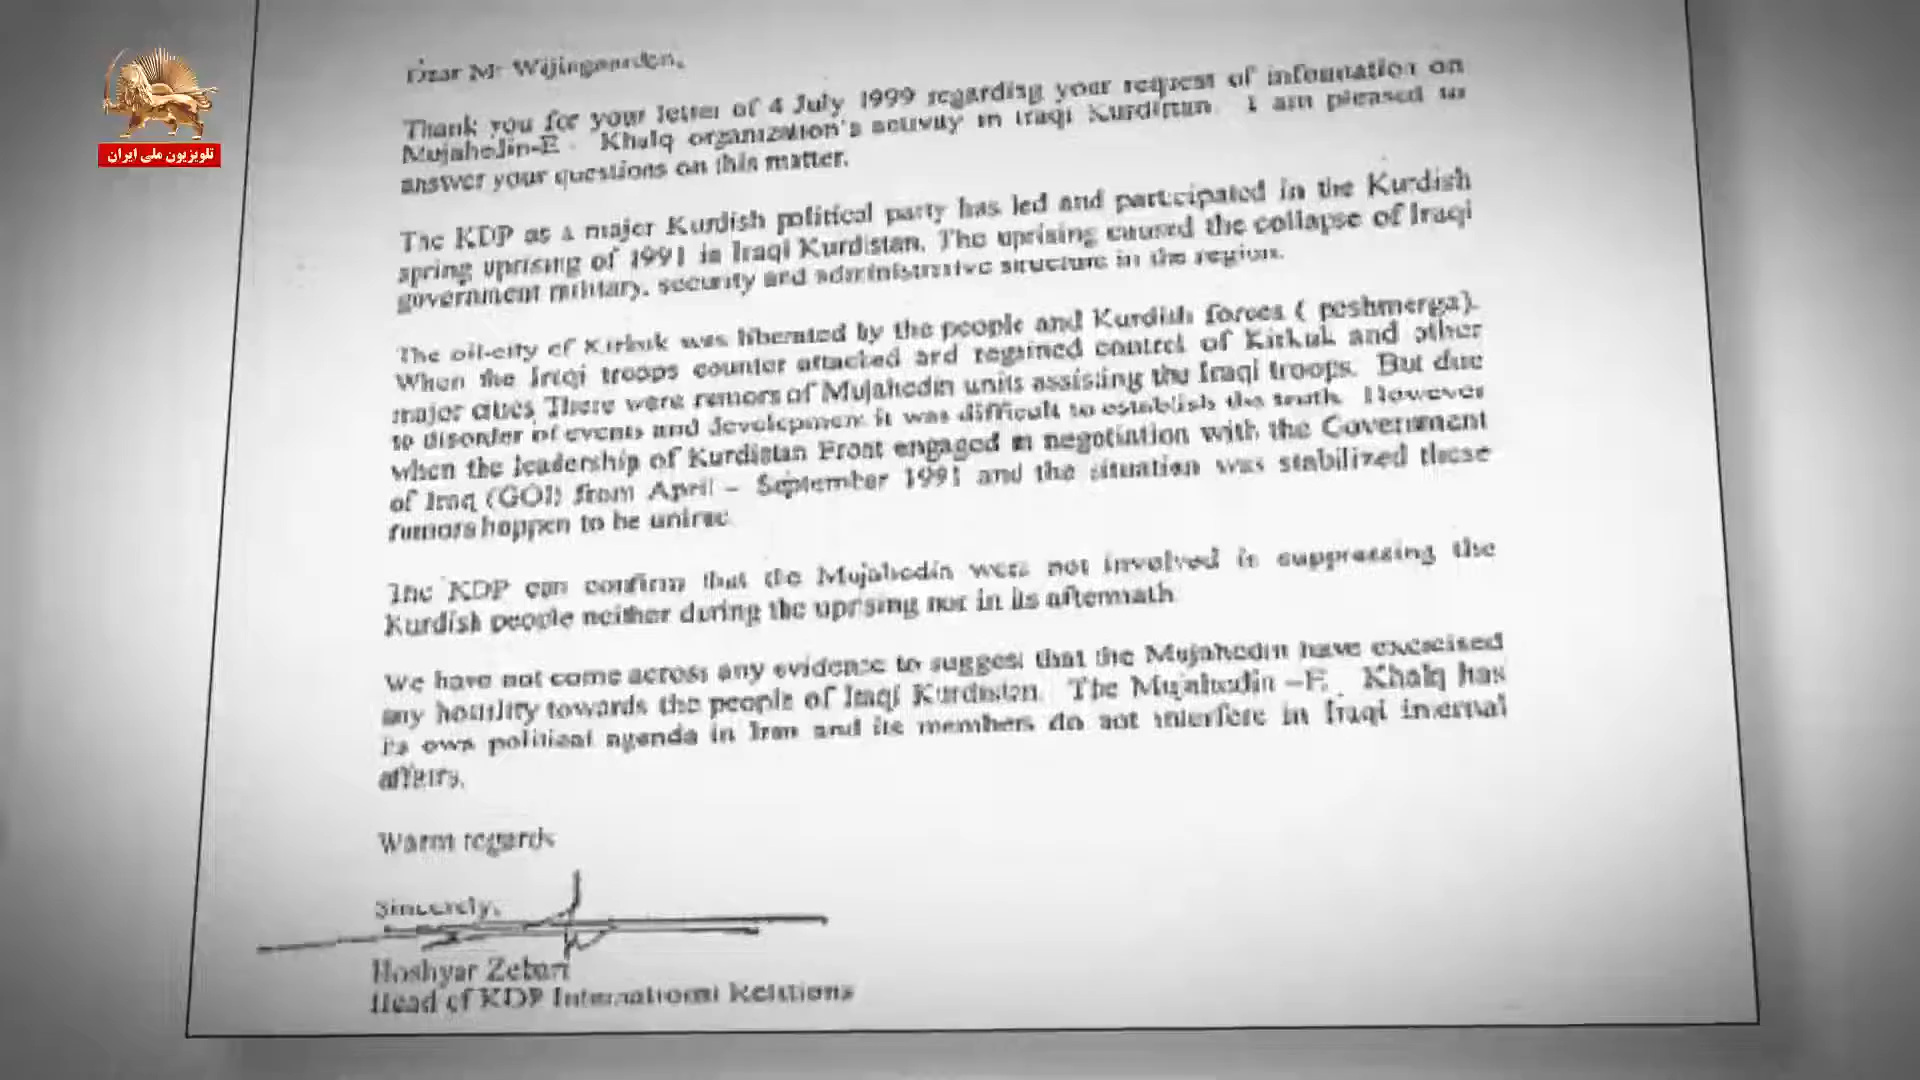 تلویزیون ملی ایران
Dear Mr Wijingaarden,
Thank you for your letter of 4 July 1999 regarding your request of information on
Mujahedin-E - Khalq organization's activity in Iraqi Kurdistan. I am pleased to
answer your questions on this matter.
The KDP as a major Kurdish political party has led and participated in the Kurdish
spring uprising of 1991 in Iraqi Kurdistan. The uprising caused the collapse of Iraqi
government military, security and administrative structure in the region.
The oil-city of Kirkuk was liberated by the people and Kurdish forces ( peshmerga).
When the Iraqi troops counter attacked and regained control of Kirkuk and other
major cities There were rumors of Mujahedin units assisting the Iraqi troops. But due
to disorder of events and development it was difficult to establish the truth. However
when the leadership of Kurdistan Front engaged in negotiation with the Government
of Iraq (GOI) from April – September 1991 and the situation was stabilized these
rumors happen to be untrue
The KDP can confirm that the Mujahedin were not involved in suppressing the
Kurdish people neither during the uprising nor in its aftermath
We have not come across any evidence to suggest that the Mujahedin have excecised
any hostility towards the people of Iraqi Kurdistan. The Mujahedin –E. Khalq has
its own political agenda in Iran and its members do not interfere in Iraqi internal
affairs.
Warm regards
Sincerely,
Hoshyar Zebari
Head of KDP International Relations